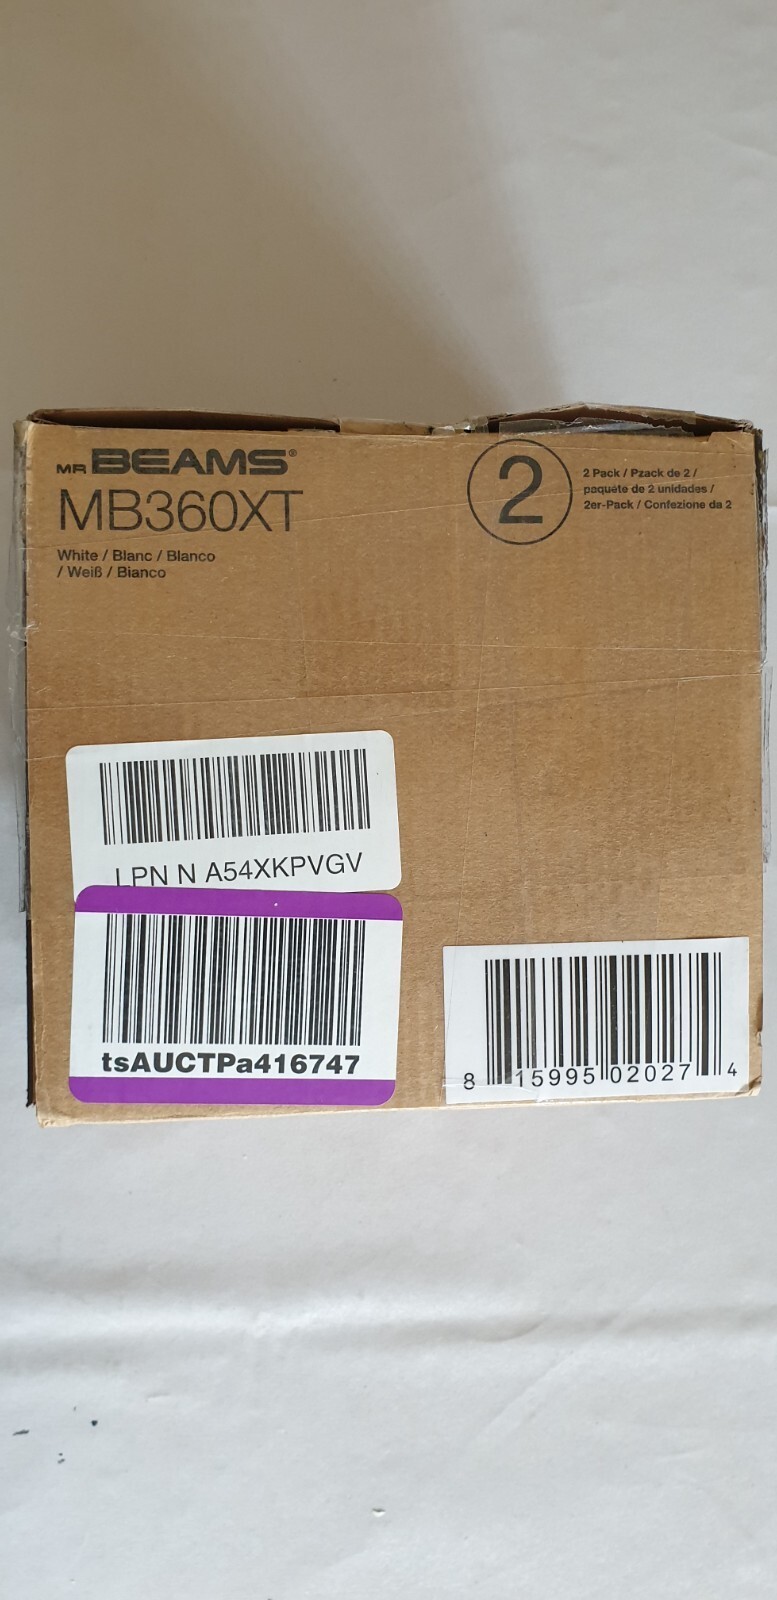 MR BEAMS®
MB360XT
White / Blanc / Blanco
/ Weiß / Bianco
2
2 Pack / Pzack de 2 /
paquete de 2 unidades /
2er-Pack / Confezione da 2
LPN N A54XKPVGV
tsAUCTPa416747
8 15995 02027 4